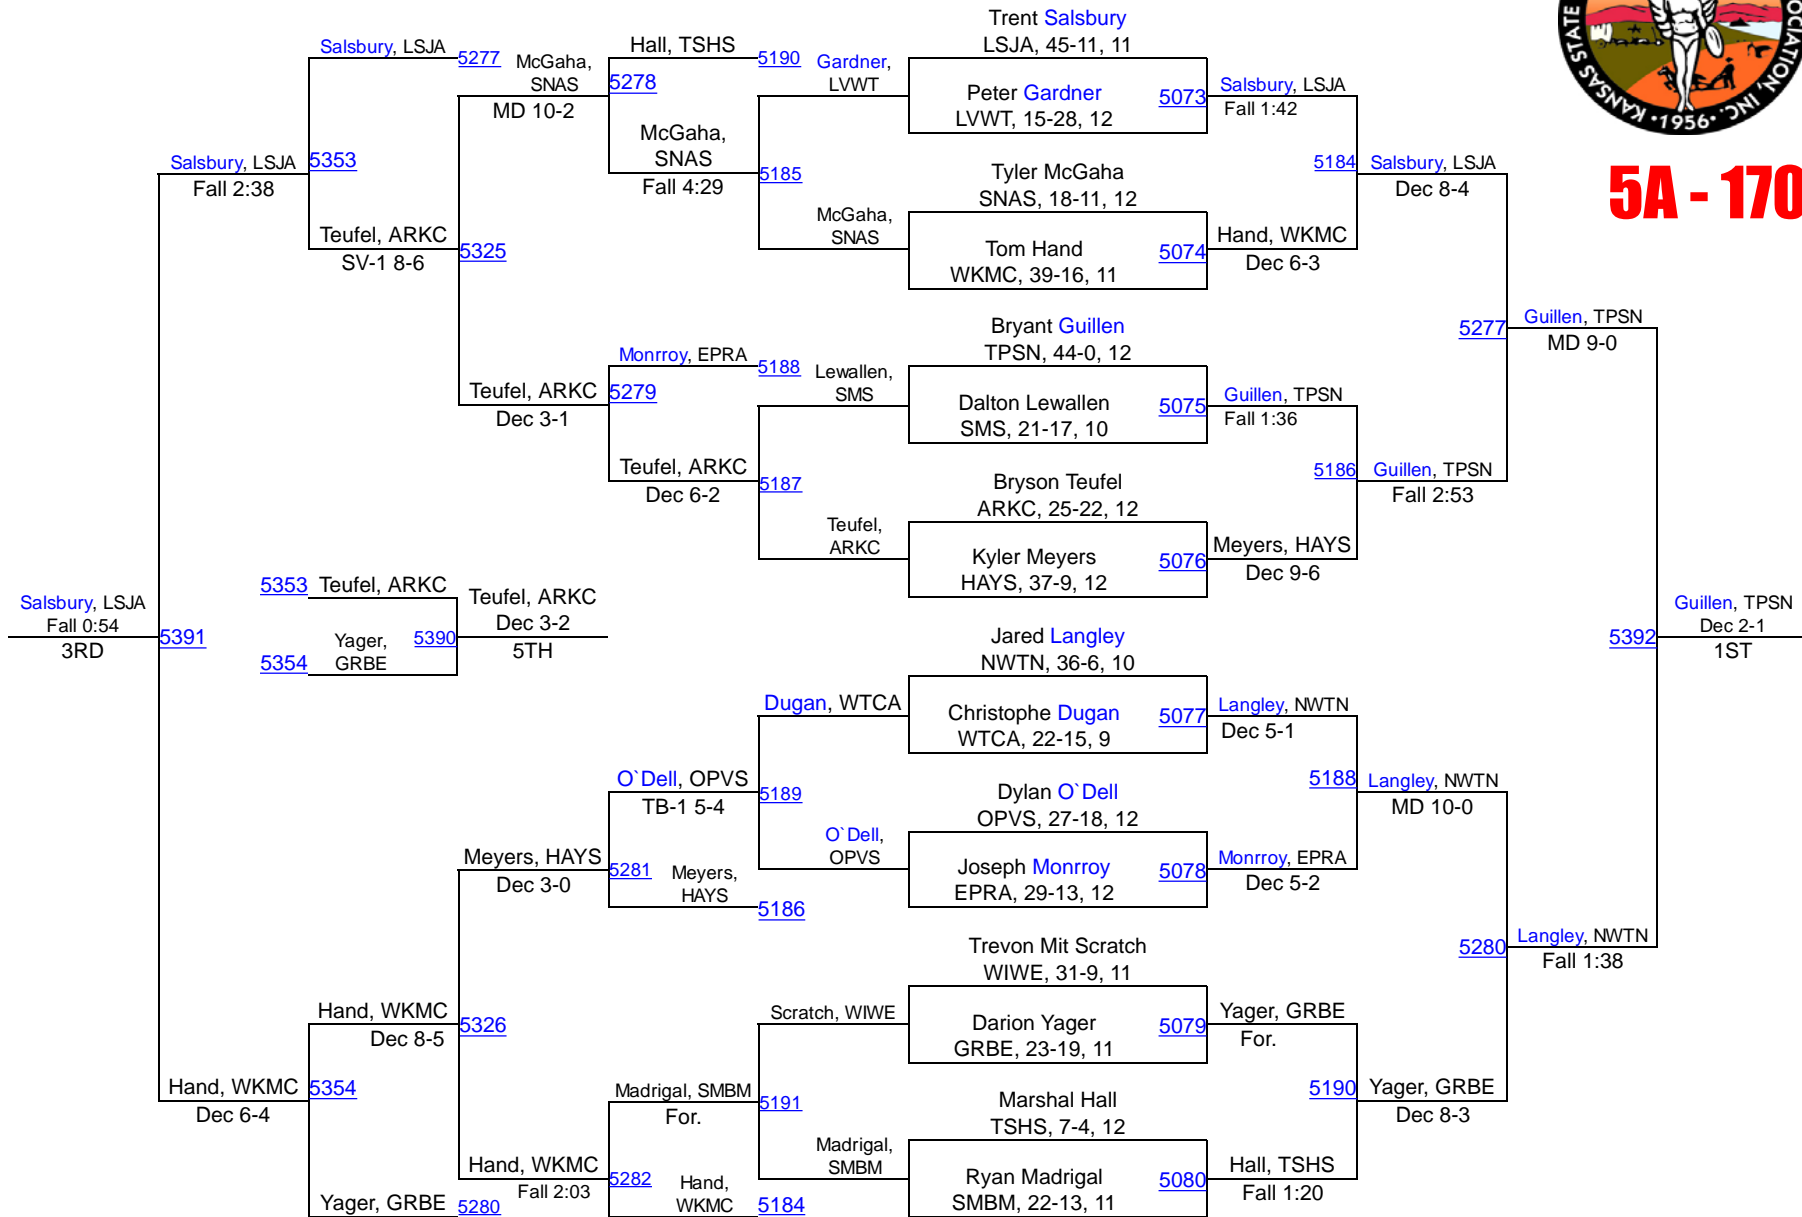 Trent Salsbury
LSJA, 45-11, 11
Peter Gardner
LVWT, 15-28, 12
5073
Tyler McGaha
SNAS, 18-11, 12
Tom Hand
WKMC, 39-16, 11
5074
Bryant Guillen
TPSN, 44-0, 12
Dalton Lewallen
SMS, 21-17, 10
5075
Bryson Teufel
ARKC, 25-22, 12
Kyler Meyers
HAYS, 37-9, 12
5076
Jared Langley
NWTN, 36-6, 10
Christophe Dugan
WTCA, 22-15, 9
5077
Dylan O`Dell
OPVS, 27-18, 12
Joseph Monrroy
EPRA, 29-13, 12
5078
Trevon Mit Scratch
WIWE, 31-9, 11
Darion Yager
GRBE, 23-19, 11
5079
Marshal Hall
TSHS, 7-4, 12
Ryan Madrigal
SMBM, 22-13, 11
5080
Salsbury, LSJA
Fall 1:42
5184
Hand, WKMC
Dec 6-3
Guillen, TPSN
Fall 1:36
5186
Meyers, HAYS
Dec 9-6
Langley, NWTN
Dec 5-1
5188
Monrroy, EPRA
Dec 5-2
Yager, GRBE
For.
5190
Hall, TSHS
Fall 1:20
Salsbury, LSJA
Dec 8-4
5277
Guillen, TPSN
Fall 2:53
Langley, NWTN
MD 10-0
5280
Yager, GRBE
Dec 8-3
Guillen, TPSN
MD 9-0
5392
Langley, NWTN
Fall 1:38
Guillen, TPSN
Dec 2-1
1ST
KANSAS STATE
OCIATION, INC.
•1956•
5A - 170
Gardner,
LVWT
5185
McGaha,
SNAS
Lewallen,
SMS
5187
Teufel,
ARKC
Dugan, WTCA
5189
O`Dell,
OPVS
Scratch, WIWE
5191
Madrigal,
SMBM
Hall, TSHS
5190
5278
McGaha,
SNAS
Fall 4:29
Monrroy, EPRA
5188
5279
Teufel, ARKC
Dec 6-2
O`Dell, OPVS
TB-1 5-4
5281
Meyers,
HAYS
5186
Madrigal, SMBM
For.
5282
Hand,
WKMC
5184
McGaha,
SNAS
MD 10-2
5325
Teufel, ARKC
Dec 3-1
Meyers, HAYS
Dec 3-0
5326
Hand, WKMC
Fall 2:03
Salsbury, LSJA
5277
5353
Teufel, ARKC
SV-1 8-6
Hand, WKMC
Dec 8-5
5354
Yager, GRBE
5280
Salsbury, LSJA
Fall 2:38
5391
Hand, WKMC
Dec 6-4
Salsbury, LSJA
Fall 0:54
3RD
5353
Teufel, ARKC
5354
Yager,
GRBE
5390
Teufel, ARKC
Dec 3-2
5TH